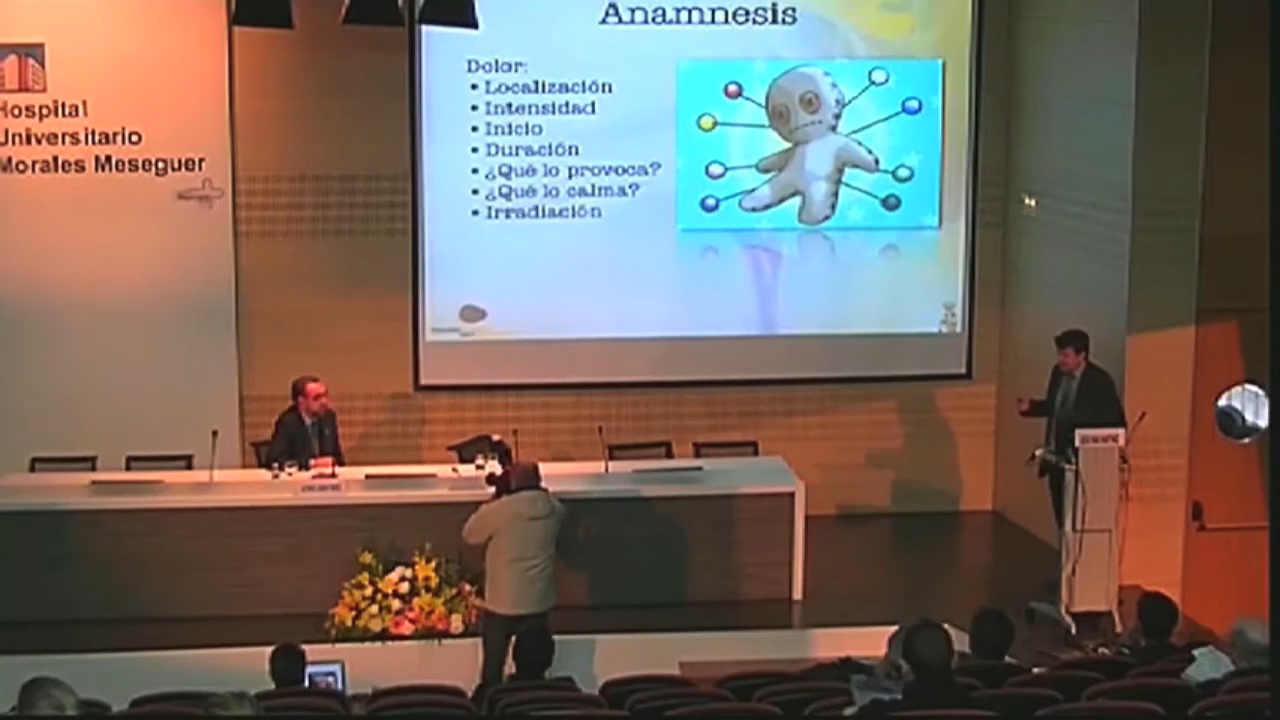 Anamnesis
Dolor:
• Localización
• Intensidad
• Inicio
• Duración
• ¿Qué lo provoca?
• ¿Qué lo calma?
• Irradiación
Hospital
Universitario
Morales Meseguer